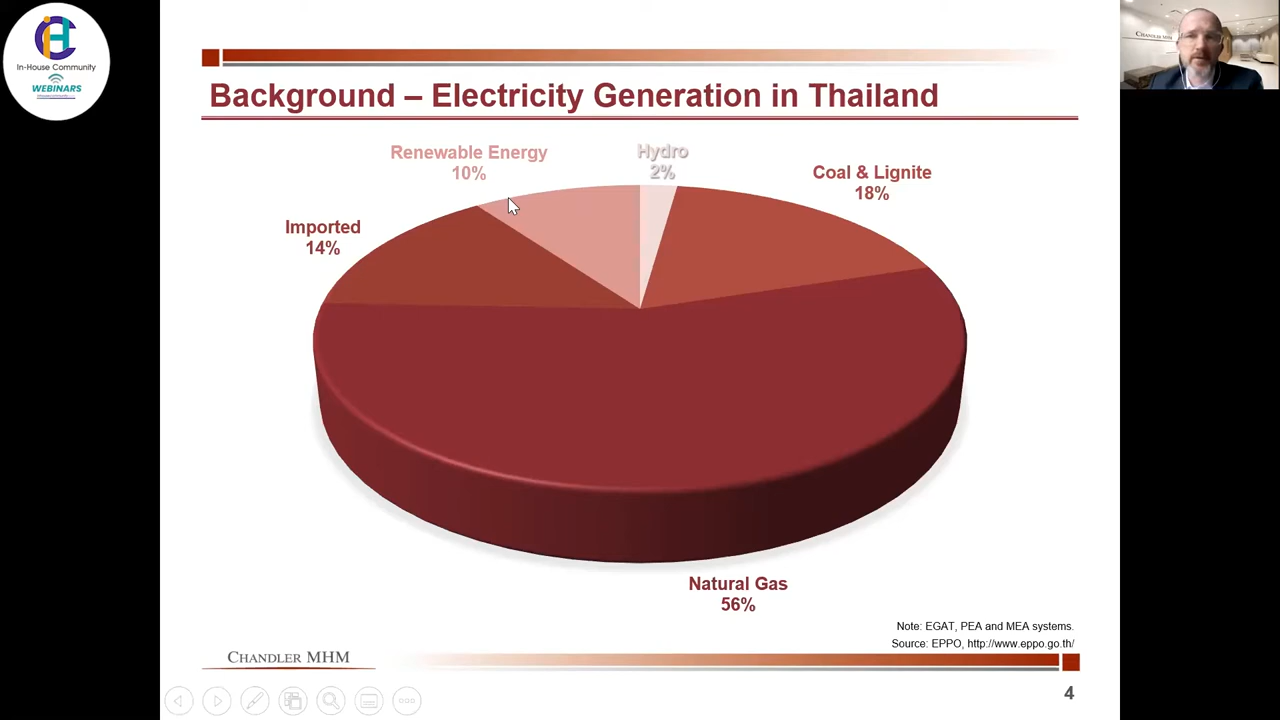 In-House Community
WEBINARS
CHANDLER MHM
Background – Electricity Generation in Thailand
Renewable Energy
10%
Hydro
2%
Coal & Lignite
18%
Imported
14%
Natural Gas
56%
Note: EGAT, PEA and MEA systems.
Source: EPPO, http://www.eppo.go.th/
CHANDLER MHM
4